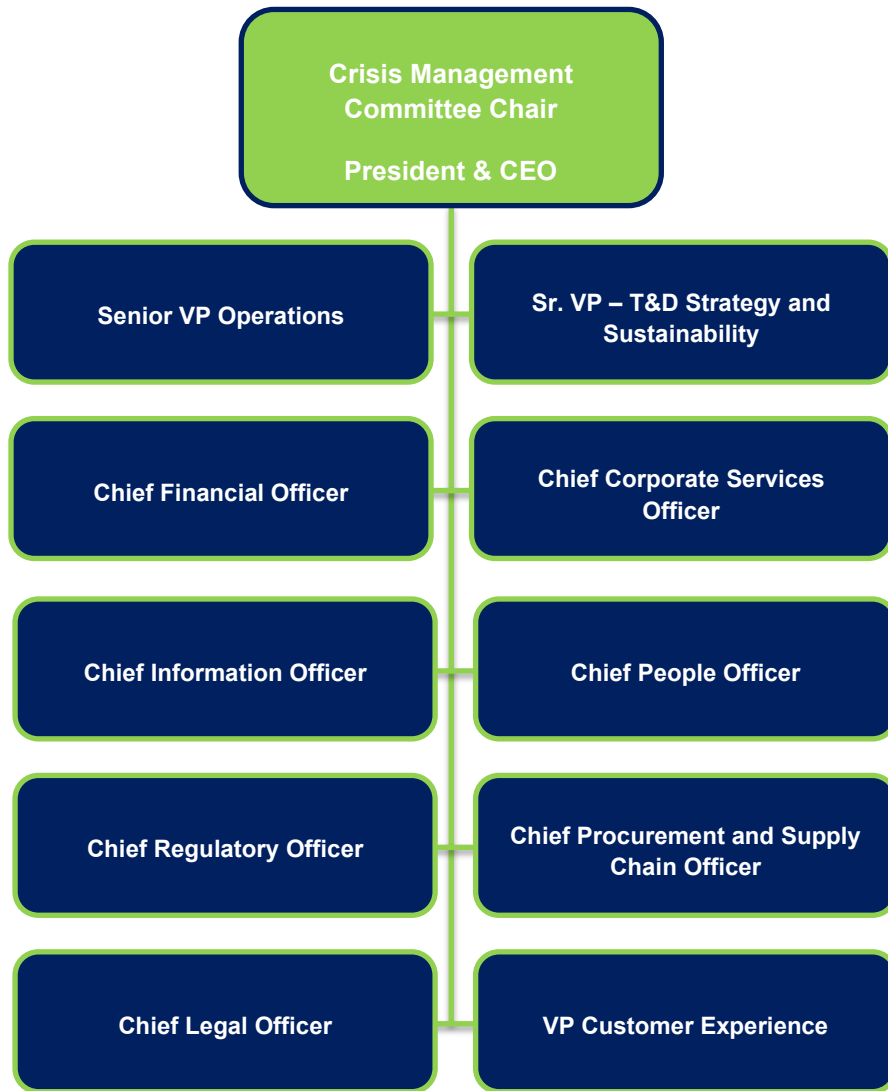 Crisis Management
Committee Chair
President & CEO
Senior VP Operations
Sr. VP – T&D Strategy and
Sustainability
Chief Financial Officer
Chief Corporate Services
Officer
Chief Information Officer
Chief People Officer
Chief Regulatory Officer
Chief Procurement and Supply
Chain Officer
Chief Legal Officer
VP Customer Experience